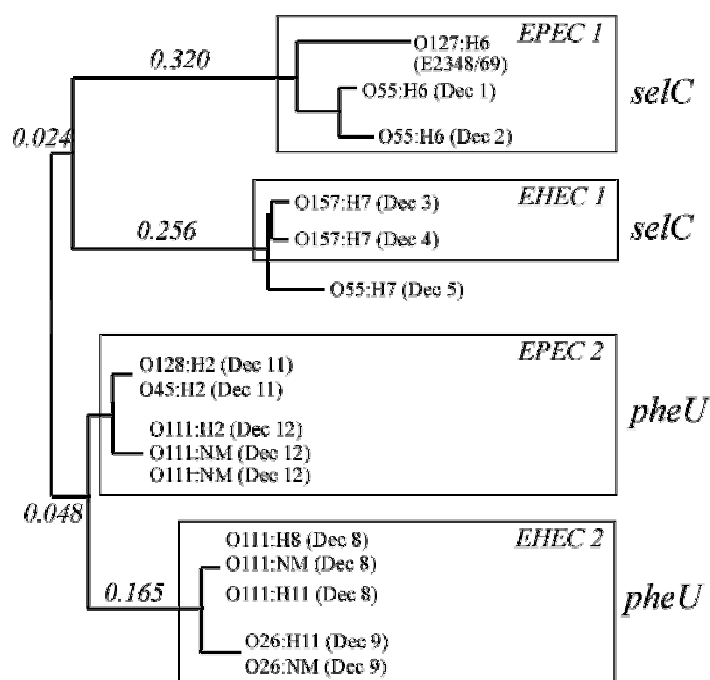 EPEC 1
0.320
O127:H6
(E2348/69)
O55:H6 (Dec 1)
selC
0.024
O55:H6 (Dec 2)
EHEC 1
O157:H7 (Dec 3)
selC
0.256
O157:H7 (Dec 4)
O55:H7 (Dec 5)
EPEC 2
O128:H2 (Dec 11)
O45:H2 (Dec 11)
pheU
O111:H2 (Dec 12)
O111:NM (Dec 12)
O111:NM (Dec 12)
0.048
EHEC 2
O111:H8 (Dec 8)
O111:NM (Dec 8)
0.165
O111:H11 (Dec 8)
pheU
O26:H11 (Dec 9)
O26:NM (Dec 9)